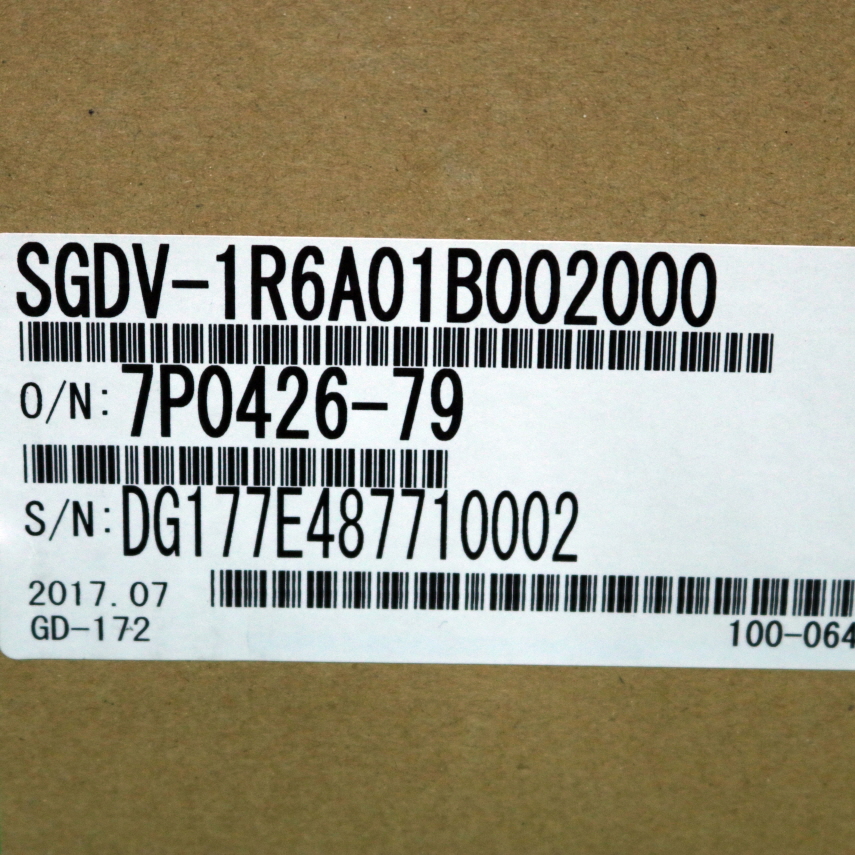 SGDV-1R6A01B002000
O/N: 7P0426-79
S/N: DG177E487710002
2017.07
GD-172
100-064